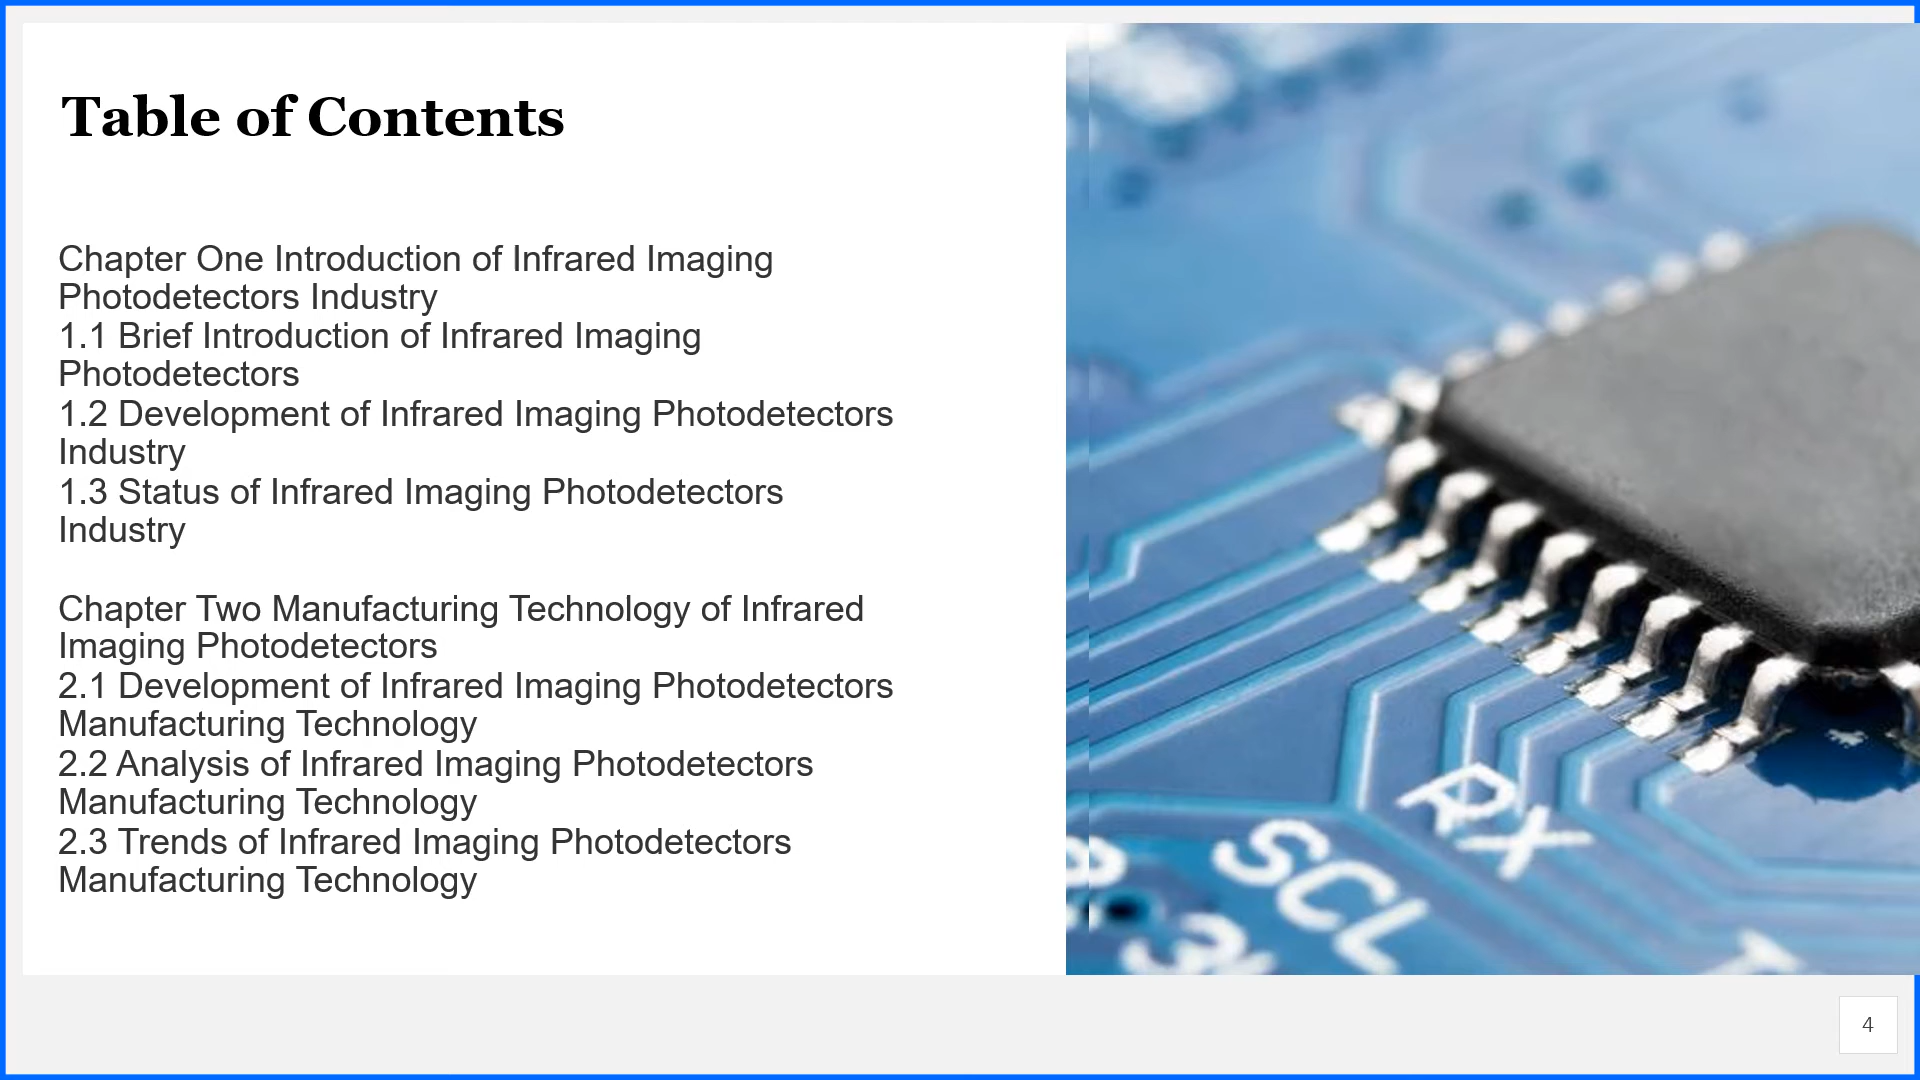 Table of Contents
Chapter One Introduction of Infrared Imaging
Photodetectors Industry
1.1 Brief Introduction of Infrared Imaging
Photodetectors
1.2 Development of Infrared Imaging Photodetectors
Industry
1.3 Status of Infrared Imaging Photodetectors
Industry
Chapter Two Manufacturing Technology of Infrared
Imaging Photodetectors
2.1 Development of Infrared Imaging Photodetectors
Manufacturing Technology
2.2 Analysis of Infrared Imaging Photodetectors
Manufacturing Technology
2.3 Trends of Infrared Imaging Photodetectors
Manufacturing Technology
RX
SCL
4